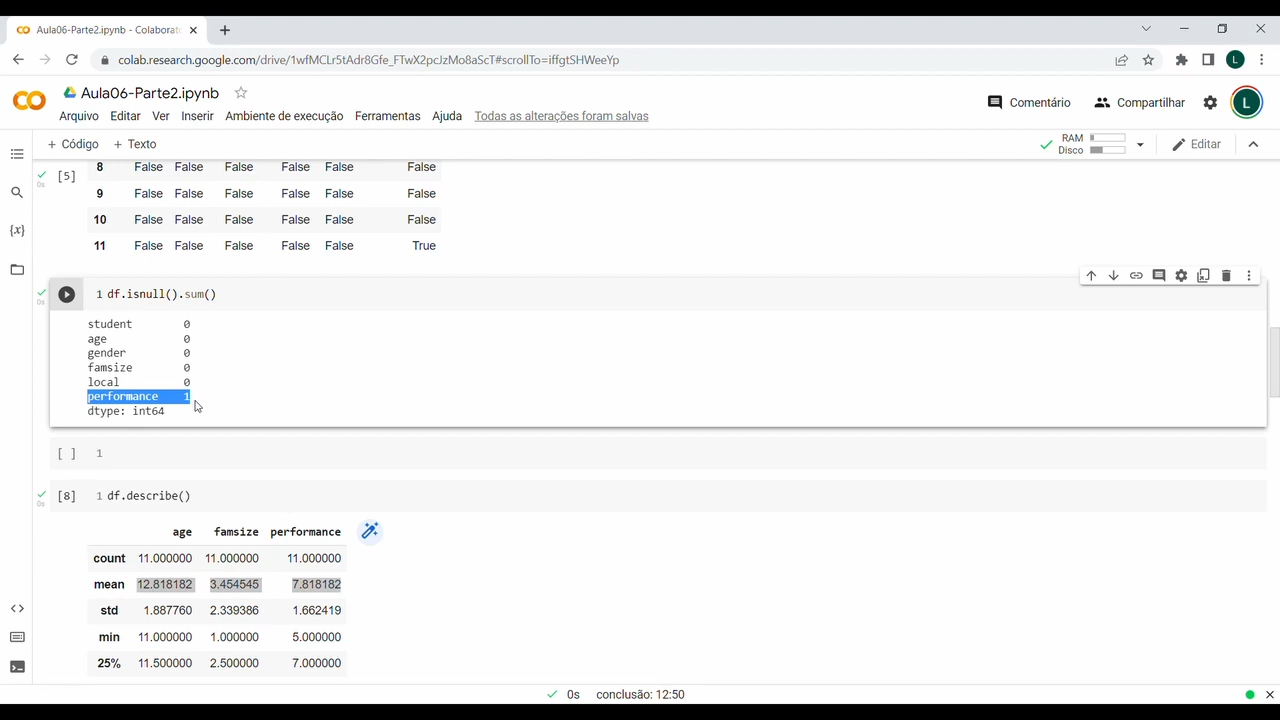 Aula06-Parte2.ipynb - Colaborat
colab.research.google.com/drive/1wfMCLr5tAdr8Gfe_FTwX2pcJzMo8aScT#scrollTo=iffgtSHWeeYp
Aula06-Parte2.ipynb
Comentário Compartilhar L
Arquivo Editar Ver Inserir Ambiente de execução Ferramentas Ajuda Todas as alterações foram salvas
+ Código + Texto RAM Disco Editar
[5] 8 False False False False False False
9 False False False False False False
10 False False False False False False
11 False False False False False True
1 df.isnull().sum()
student 0
age 0
gender 0
famsize 0
local 0
performance 1
dtype: int64
[ ] 1
[8] 1 df.describe()
age famsize performance
count 11.000000 11.000000 11.000000
mean 12.818182 3.454545 7.818182
std 1.887760 2.339386 1.662419
min 11.000000 1.000000 5.000000
25% 11.500000 2.500000 7.000000
0s conclusão: 12:50